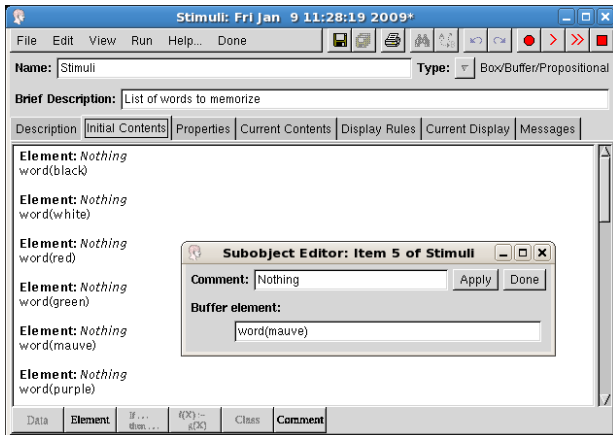 Stimuli: Fri Jan 9 11:28:19 2009*
File Edit View Run Help... Done
Name: Stimuli Type: Box/Buffer/Propositional
Brief Description: List of words to memorize
Description Initial Contents Properties Current Contents Display Rules Current Display Messages
Element: Nothing
word(black)
Element: Nothing
word(white)
Element: Nothing
word(red)
Element: Nothing
word(green)
Element: Nothing
word(mauve)
Element: Nothing
word(purple)
Subobject Editor: Item 5 of Stimuli
Comment: Nothing Apply Done
Buffer element:
word(mauve)
Data Element If ... then ... f(X) :- g(X) Class Comment